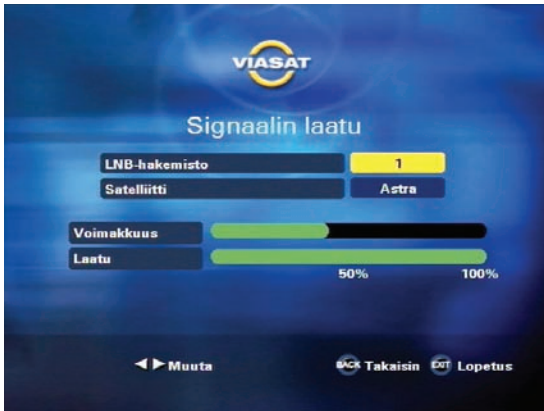 VIASAT
Signaalin laatu
LNB-hakemisto 1
Satelliitti Astra
Voimakkuus
Laatu
50% 100%
Muuta BACK Takaisin EXIT Lopetus